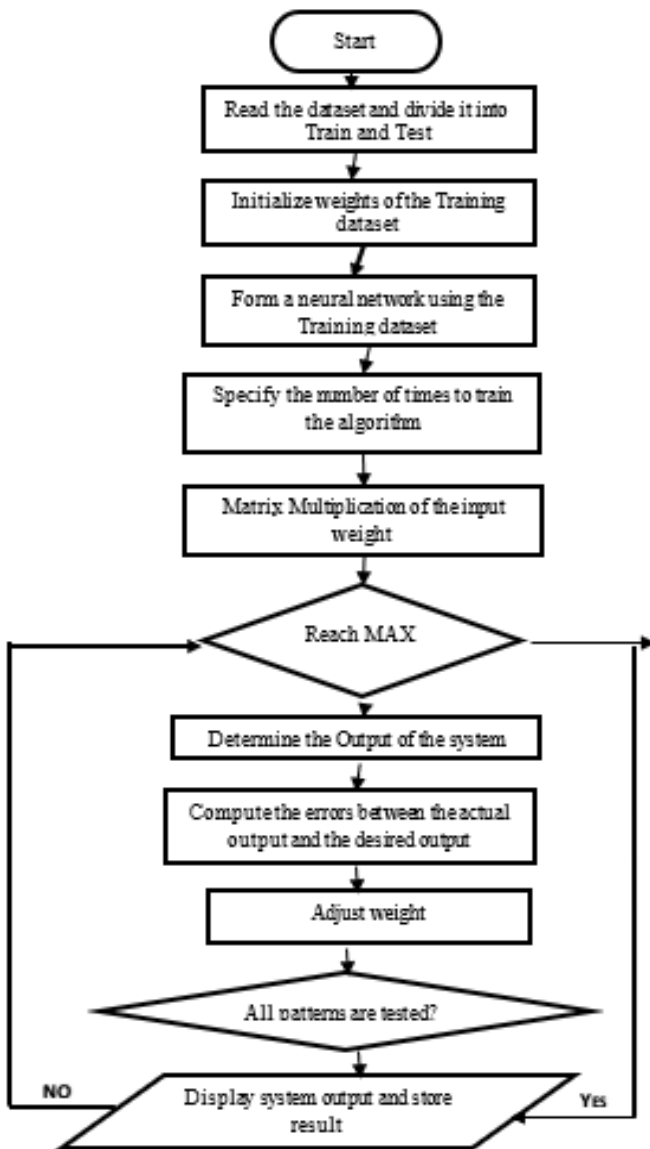 Start
Read the dataset and divide it into
Train and Test
Initialize weights of the Training
dataset
Form a neural network using the
Training dataset
Specify the number of times to train
the algorithm
Matrix Multiplication of the input
weight
Reach MAX
Determine the Output of the system
Compute the errors between the actual
output and the desired output
Adjust weight
All patterns are tested?
NO
Display system output and store
result
Yes